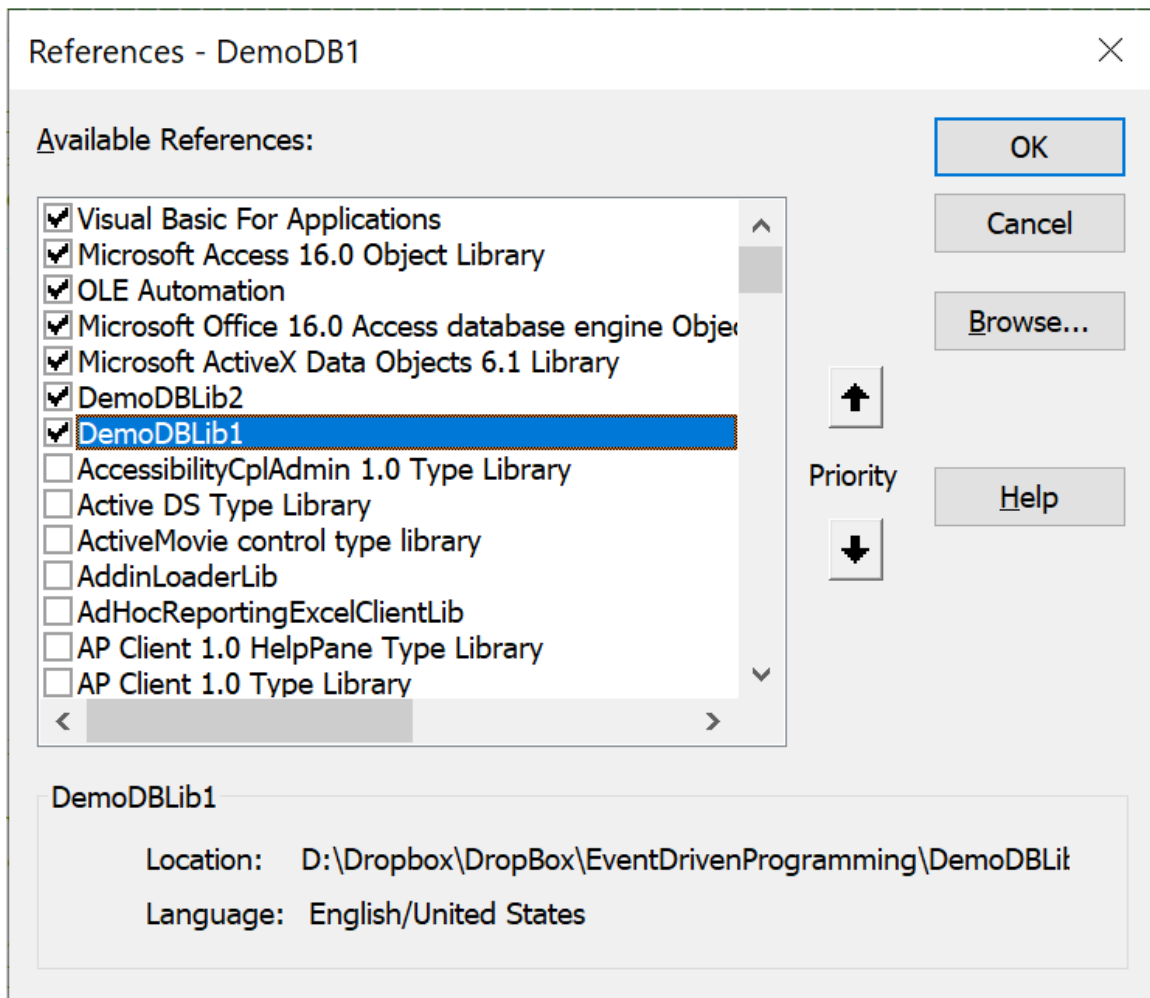 References - DemoDB1
Available References:
Visual Basic For Applications
Microsoft Access 16.0 Object Library
OLE Automation
Microsoft Office 16.0 Access database engine Objec
Microsoft ActiveX Data Objects 6.1 Library
DemoDBLib2
DemoDBLib1
AccessibilityCplAdmin 1.0 Type Library
Active DS Type Library
ActiveMovie control type library
AddinLoaderLib
AdHocReportingExcelClientLib
AP Client 1.0 HelpPane Type Library
AP Client 1.0 Type Library
OK
Cancel
Browse...
Priority
Help
DemoDBLib1
Location: D:\Dropbox\DropBox\EventDrivenProgramming\DemoDBLib
Language: English/United States